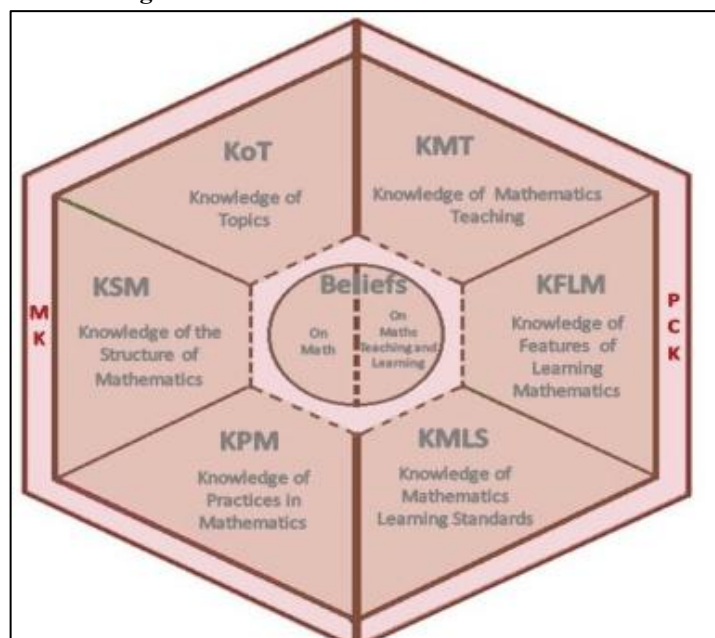 KoT
Knowledge of
Topics
KMT
Knowledge of Mathematics
Teaching
KSM
Knowledge of the
Structure of
Mathematics
Beliefs
On
Math
On
Maths
Teaching and
Learning
KFLM
Knowledge of
Features of
Learning
Mathematics
M
K
P
C
K
KPM
Knowledge of
Practices in
Mathematics
KMLS
Knowledge of
Mathematics
Learning Standards